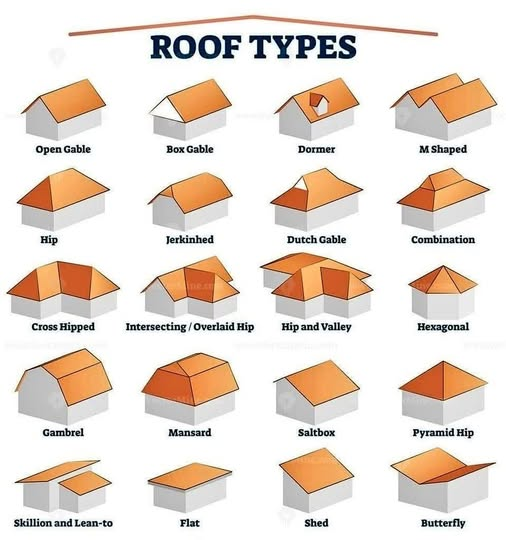 ROOF TYPES
Open Gable
Box Gable
Dormer
M Shaped
Hip
Jerkinhed
Dutch Gable
Combination
Cross Hipped
Intersecting / Overlaid Hip
Hip and Valley
Hexagonal
Gambrel
Mansard
Saltbox
Pyramid Hip
Skillion and Lean-to
Flat
Shed
Butterfly